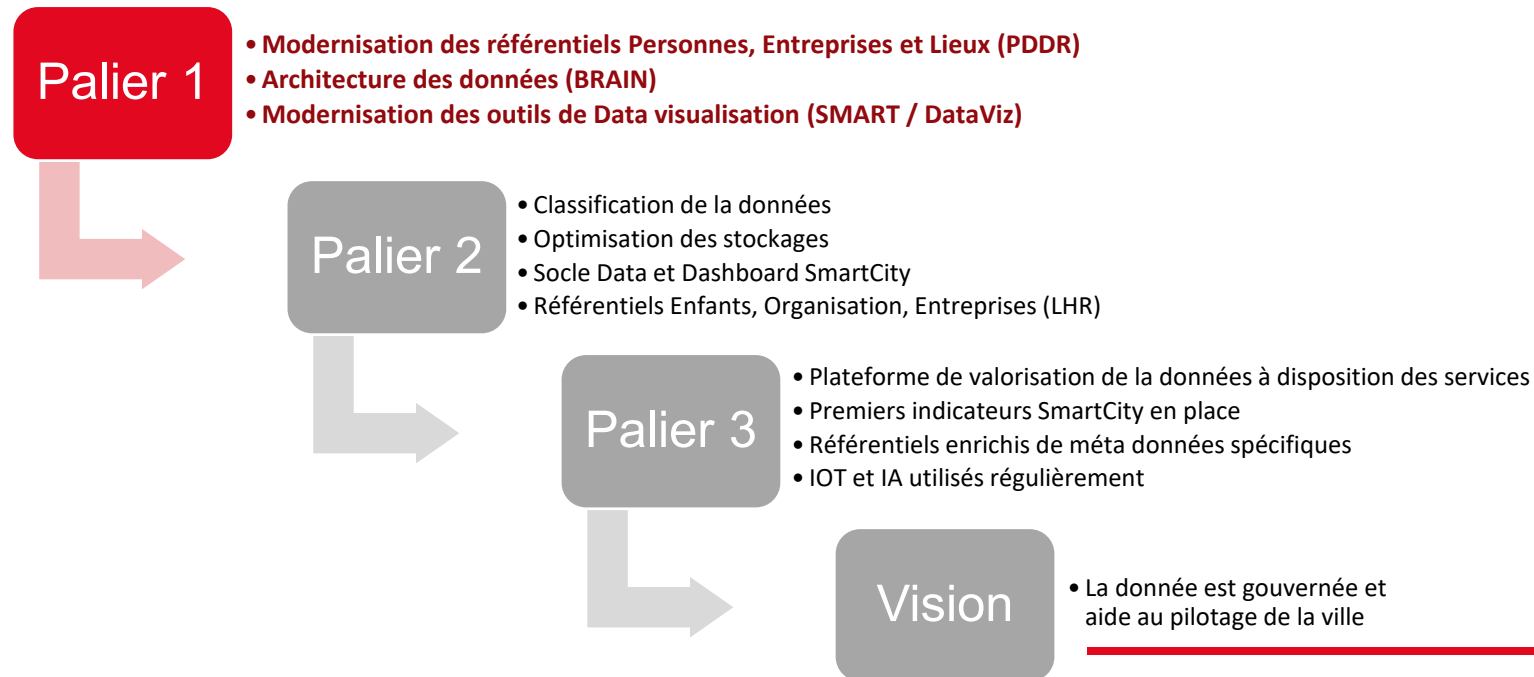 Palier 1
• Modernisation des référentiels Personnes, Entreprises et Lieux (PDDR)
• Architecture des données (BRAIN)
• Modernisation des outils de Data visualisation (SMART / DataViz)
Palier 2
• Classification de la données
• Optimisation des stockages
• Socle Data et Dashboard SmartCity
• Référentiels Enfants, Organisation, Entreprises (LHR)
Palier 3
• Plateforme de valorisation de la données à disposition des services
• Premiers indicateurs SmartCity en place
• Référentiels enrichis de méta données spécifiques
• IOT et IA utilisés régulièrement
Vision
• La donnée est gouvernée et
aide au pilotage de la ville